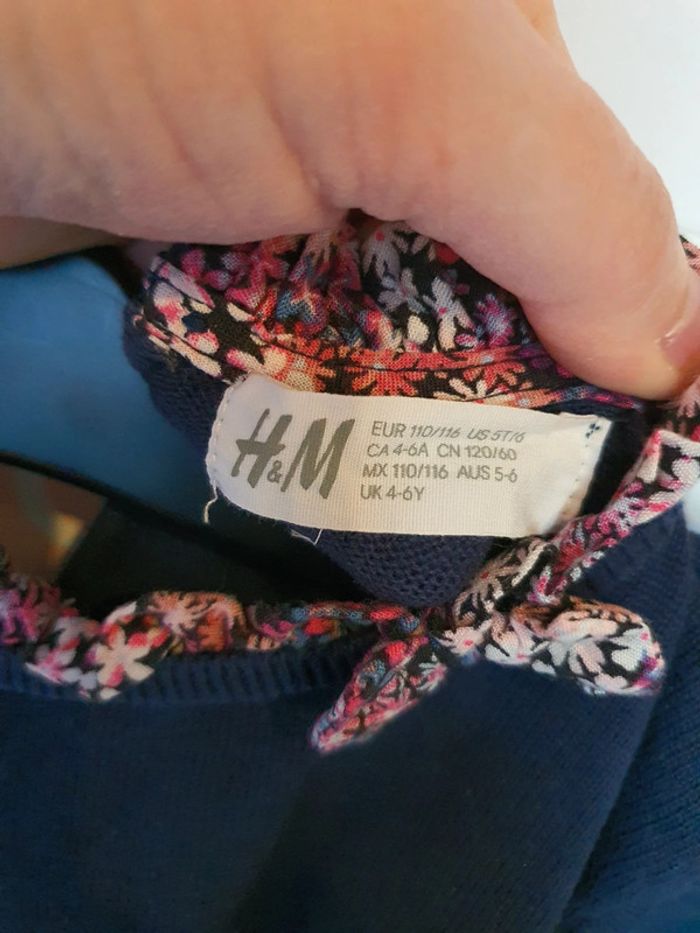 H&M
EUR 110/116 US 5T/6
CA 4-6A CN 120/60
MX 110/116 AUS 5-6
UK 4-6Y